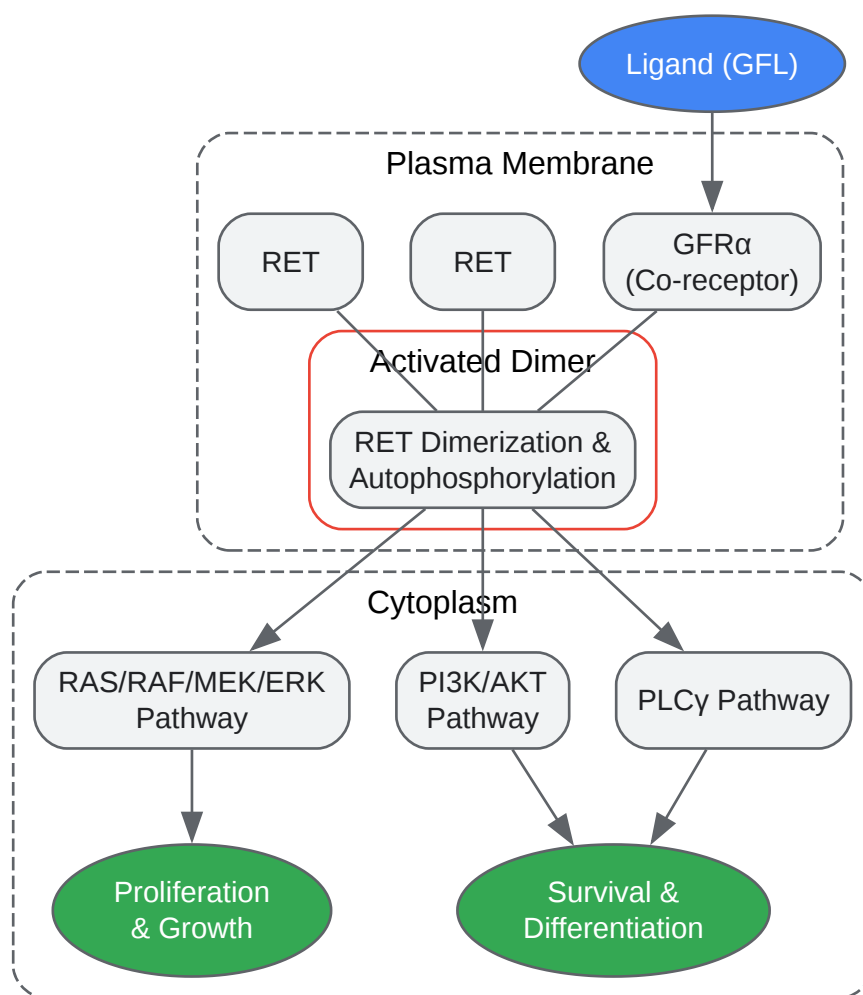 Ligand (GFL)
Plasma Membrane
RET
RET
GFRα
(Co-receptor)
Activated Dimer
RET Dimerization &
Autophosphorylation
Cytoplasm
RAS/RAF/MEK/ERK
Pathway
PI3K/AKT
Pathway
PLCγ Pathway
Proliferation
& Growth
Survival &
Differentiation